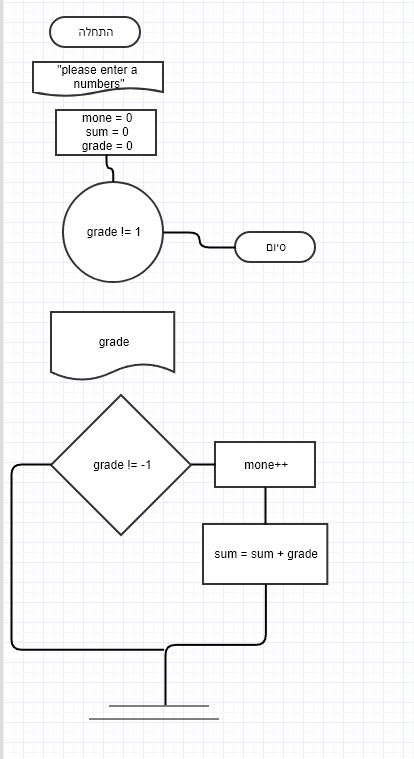 התחלה
"please enter a
numbers"
mone = 0
sum = 0
grade = 0
grade != 1
סיום
grade
grade != -1
mone++
sum = sum + grade